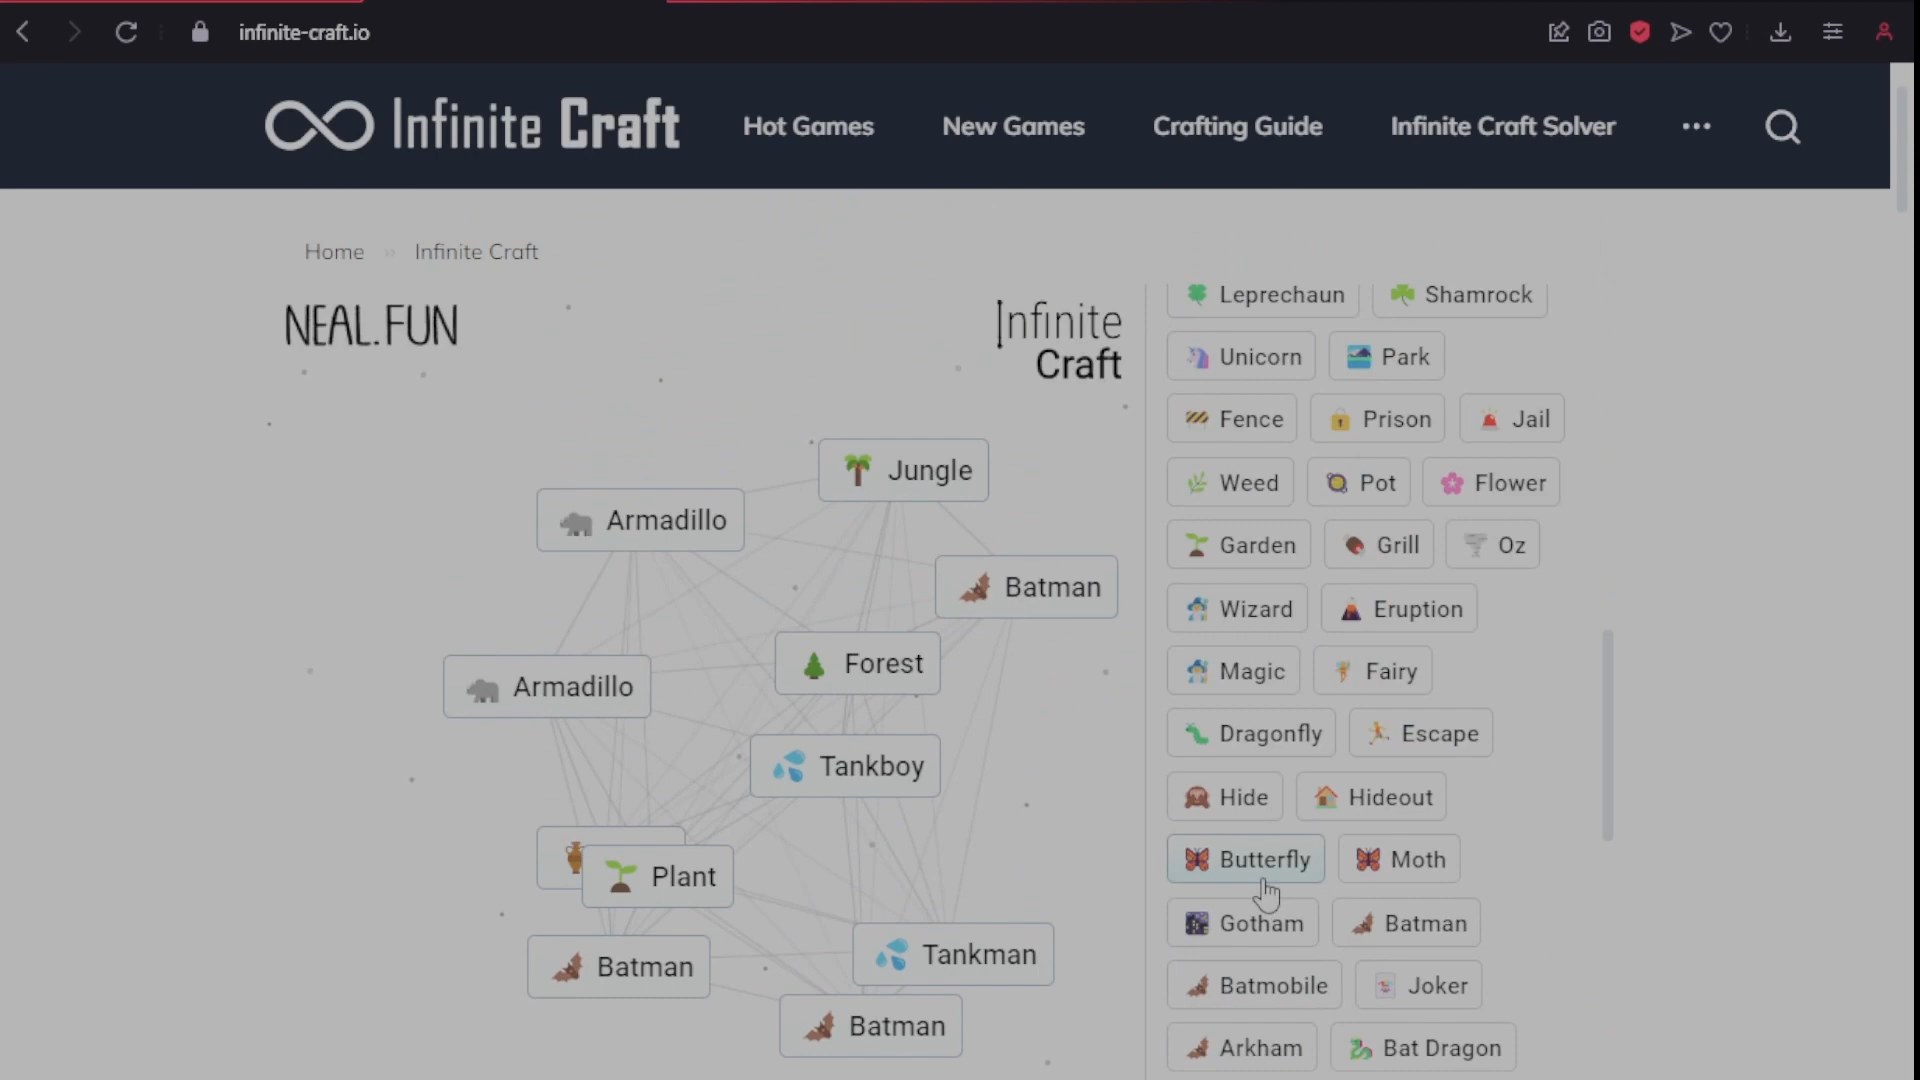 infinite-craft.io
Infinite Craft
Hot Games
New Games
Crafting Guide
Infinite Craft Solver
Home » Infinite Craft
NEAL.FUN
Infinite
Craft
Jungle
Armadillo
Batman
Forest
Armadillo
Tankboy
Plant
Tankman
Batman
Batman
Leprechaun Shamrock
Unicorn Park
Fence Prison Jail
Weed Pot Flower
Garden Grill Oz
Wizard Eruption
Magic Fairy
Dragonfly Escape
Hide Hideout
Butterfly Moth
Gotham Batman
Batmobile Joker
Arkham Bat Dragon